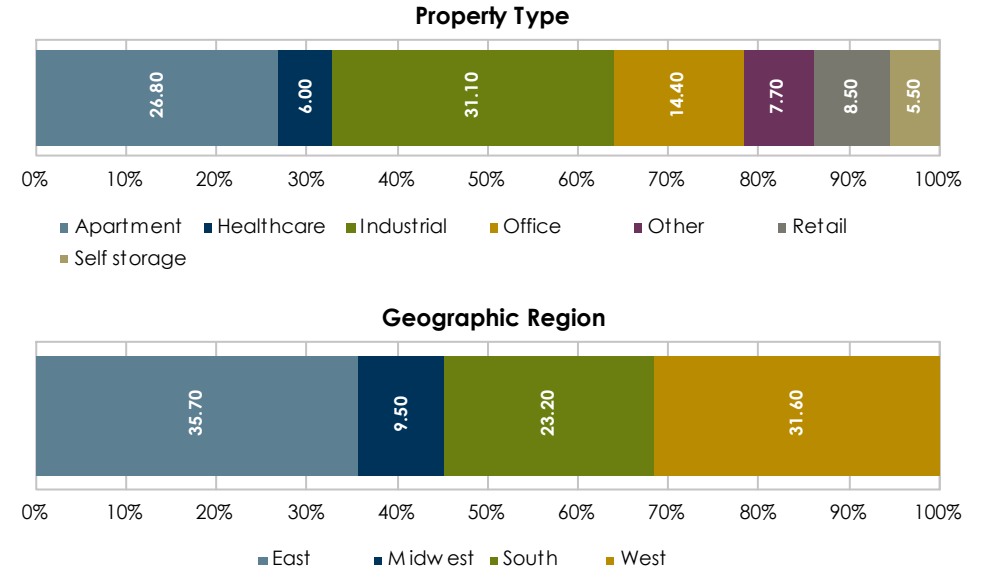 Property Type
26.80 6.00 31.10 14.40 7.70 8.50 5.50
0% 10% 20% 30% 40% 50% 60% 70% 80% 90% 100%
Apartment Healthcare Industrial Office Other Retail
Self storage
Geographic Region
35.70 9.50 23.20 31.60
0% 10% 20% 30% 40% 50% 60% 70% 80% 90% 100%
East Midwest South West